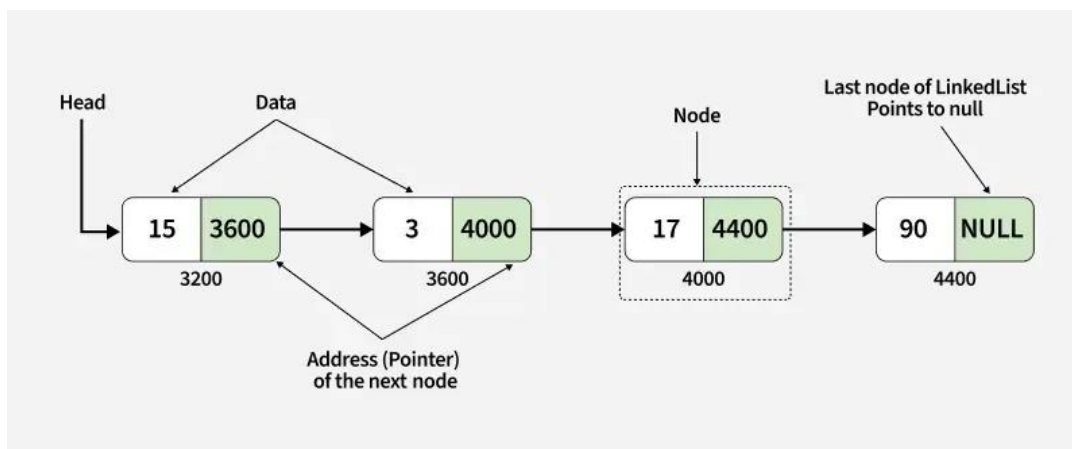 Head
Data
Node
Last node of LinkedList
Points to null
15 3600
3 4000
17 4400
90 NULL
3200
3600
4000
4400
Address (Pointer)
of the next node